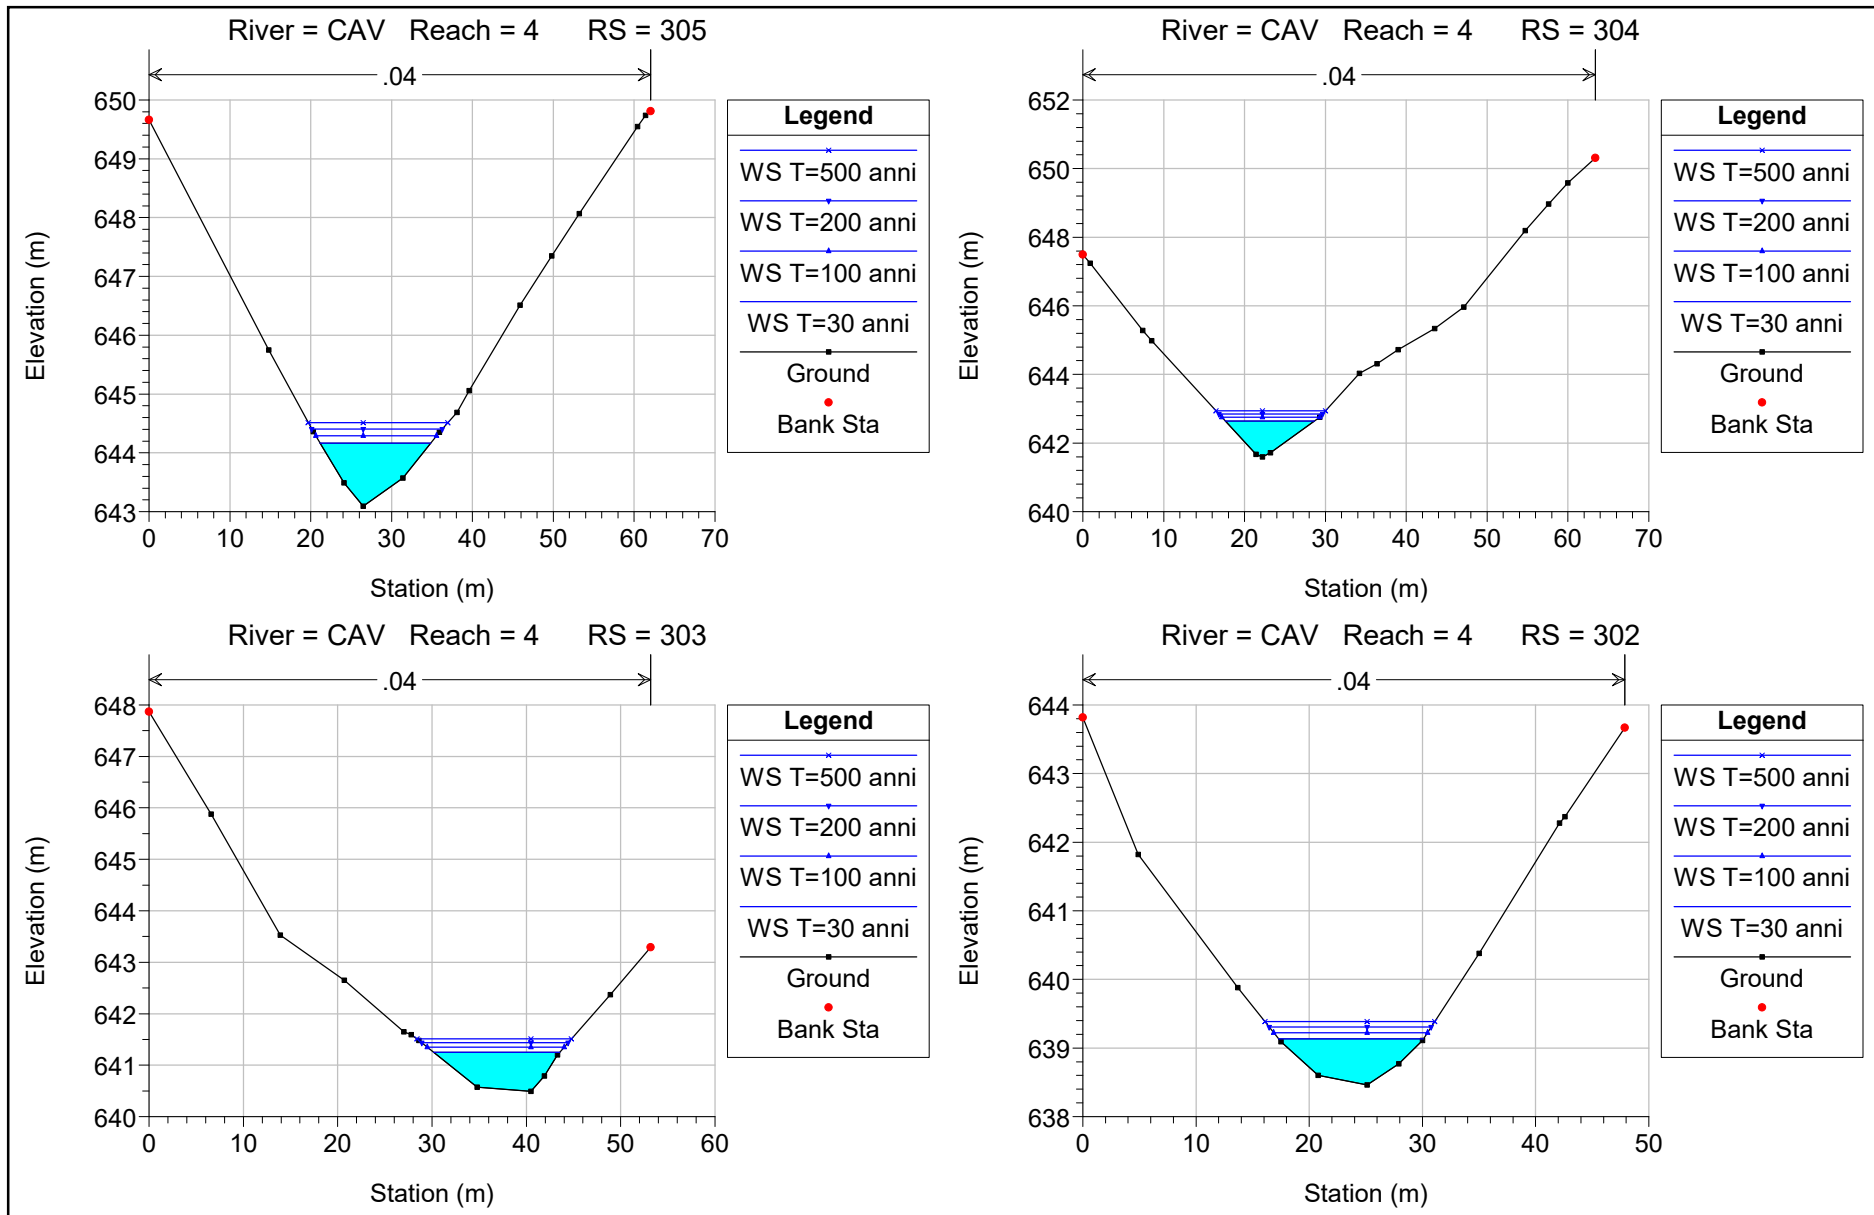 River = CAV Reach = 4 RS = 305
.04
650
649
648
647
646
645
644
643
0 10 20 30 40 50 60 70
Elevation (m)
Station (m)
Legend
WS T=500 anni
WS T=200 anni
WS T=100 anni
WS T=30 anni
Ground
Bank Sta
River = CAV Reach = 4 RS = 304
.04
652
650
648
646
644
642
640
0 10 20 30 40 50 60 70
Elevation (m)
Station (m)
Legend
WS T=500 anni
WS T=200 anni
WS T=100 anni
WS T=30 anni
Ground
Bank Sta
River = CAV Reach = 4 RS = 303
.04
648
647
646
645
644
643
642
641
640
0 10 20 30 40 50 60
Elevation (m)
Station (m)
Legend
WS T=500 anni
WS T=200 anni
WS T=100 anni
WS T=30 anni
Ground
Bank Sta
River = CAV Reach = 4 RS = 302
.04
644
643
642
641
640
639
638
0 10 20 30 40 50
Elevation (m)
Station (m)
Legend
WS T=500 anni
WS T=200 anni
WS T=100 anni
WS T=30 anni
Ground
Bank Sta